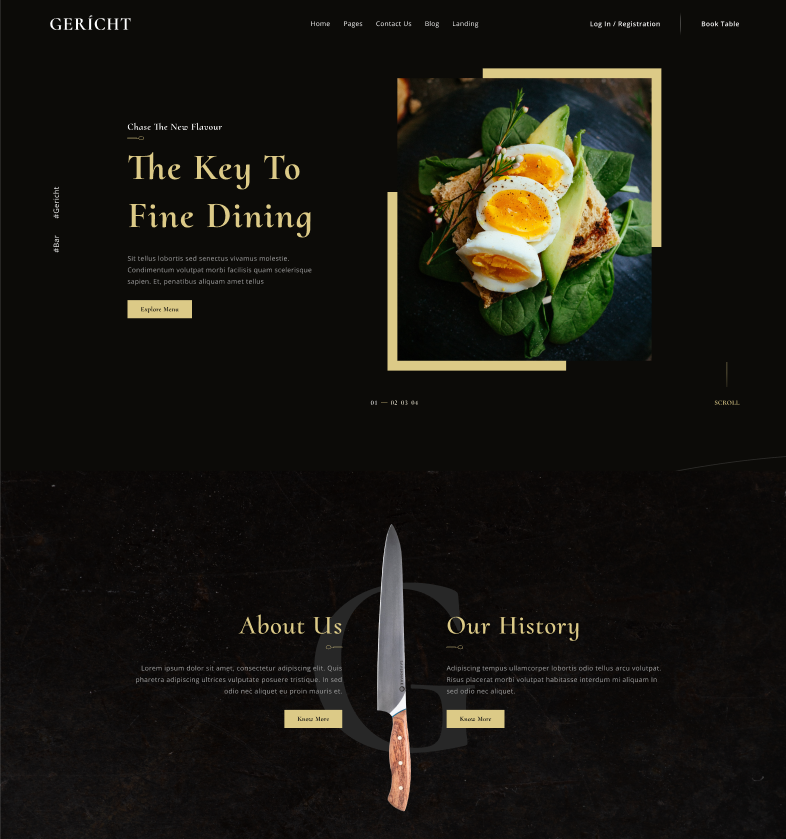 GERÍCHT
Home Pages Contact Us Blog Landing
Log In / Registration
Book Table
Chase The New Flavour
The Key To
Fine Dining
#Gericht
#Bar
Sit tellus lobortis sed senectus vivamus molestie.
Condimentum volutpat morbi facilisis quam scelerisque
sapien. Et, penatibus aliquam amet tellus
Explore Menu
01 — 02 03 04
SCROLL
G
About Us
Lorem ipsum dolor sit amet, consectetur adipiscing elit. Quis
pharetra adipiscing ultrices vulputate posuere tristique. In sed
odio nec aliquet eu proin mauris et.
Know More
Our History
Adipiscing tempus ullamcorper lobortis odio tellus arcu volutpat.
Risus placerat morbi volutpat habitasse interdum mi aliquam In
sed odio nec aliquet.
Know More